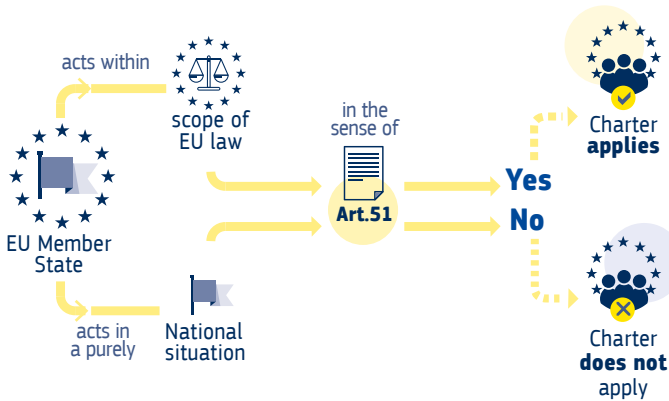 acts within
scope of
EU law
in the
sense of
Art.51
Yes
No
Charter
applies
EU Member
State
acts in
a purely
National
situation
Charter
does not
apply